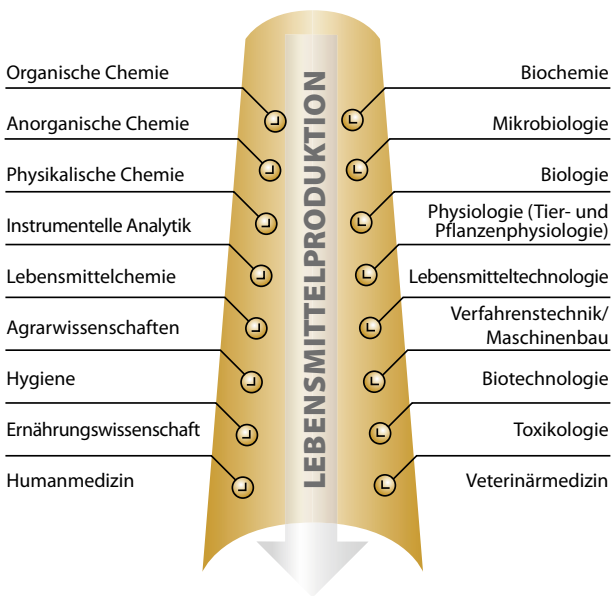 Organische Chemie
Anorganische Chemie
Physikalische Chemie
Instrumentelle Analytik
Lebensmittelchemie
Agrarwissenschaften
Hygiene
Ernährungswissenschaft
Humanmedizin
LEBENSMITTELPRODUKTION
Biochemie
Mikrobiologie
Biologie
Physiologie (Tier- und
Pflanzenphysiologie)
Lebensmitteltechnologie
Verfahrenstechnik/
Maschinenbau
Biotechnologie
Toxikologie
Veterinärmedizin